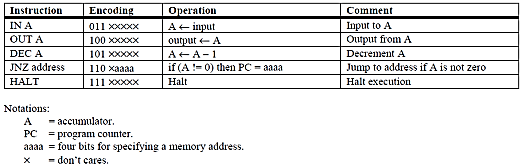 Instruction Encoding Operation Comment
IN A 011 ××××× A ← input Input to A
OUT A 100 ××××× output ← A Output from A
DEC A 101 ××××× A ← A − 1 Decrement A
JNZ address 110 ×aaaa if (A != 0) then PC = aaaa Jump to address if A is not zero
HALT 111 ××××× Halt Halt execution
Notations:
A = accumulator.
PC = program counter.
aaaa = four bits for specifying a memory address.
× = don't cares.